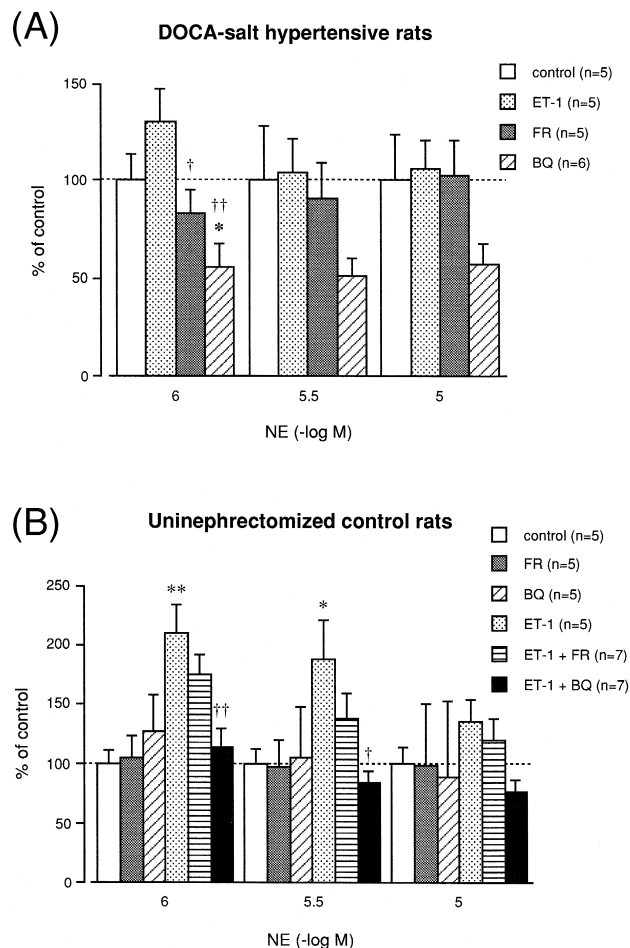 (A)
DOCA-salt hypertensive rats
control (n=5)
ET-1 (n=5)
FR (n=5)
BQ (n=6)
150
100
50
0
% of control
†
††
*
6
5.5
5
NE (-log M)
(B)
Uninephrectomized control rats
control (n=5)
FR (n=5)
BQ (n=5)
ET-1 (n=5)
ET-1 + FR (n=7)
ET-1 + BQ (n=7)
250
200
150
100
50
0
% of control
**
††
*
†
6
5.5
5
NE (-log M)